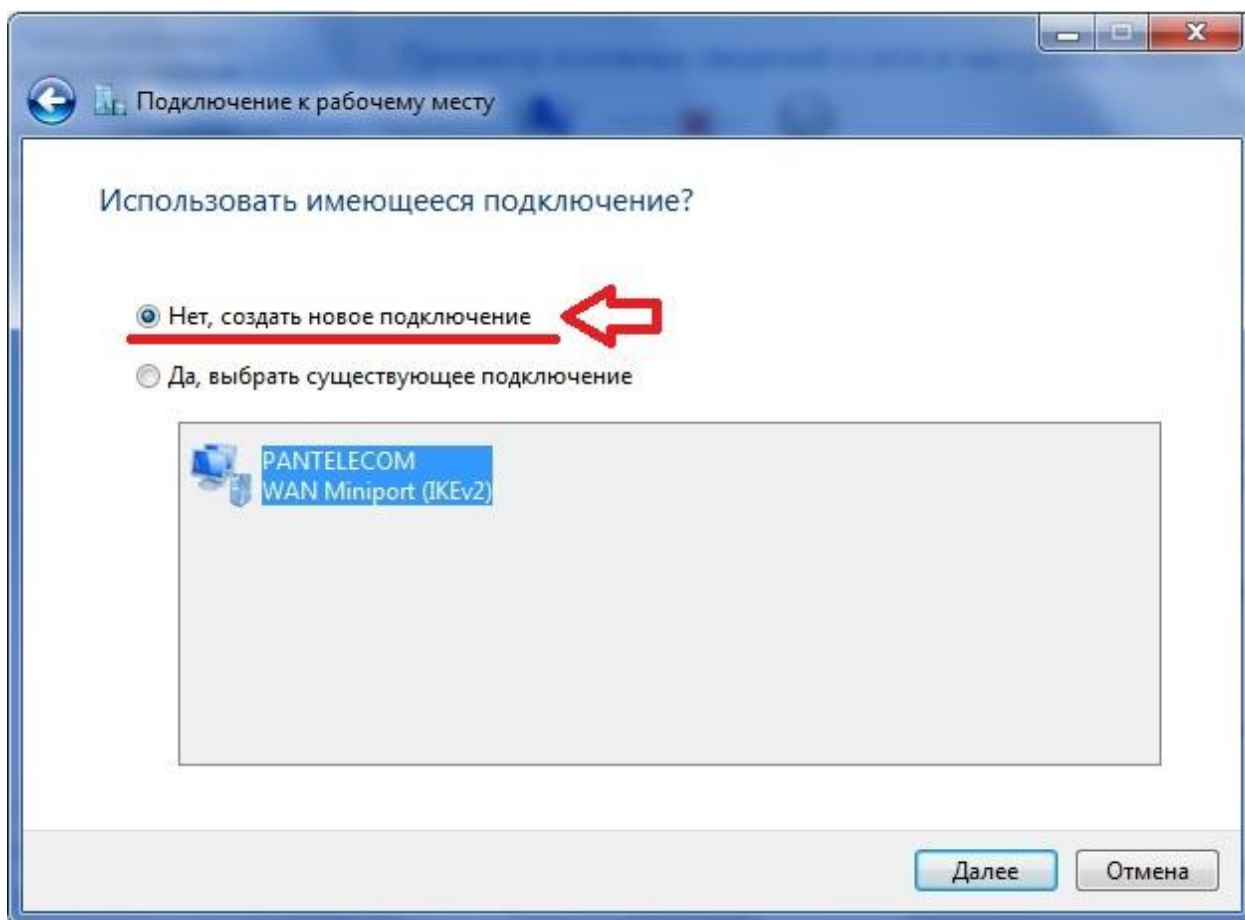 Подключение к рабочему месту
Использовать имеющееся подключение?
Нет, создать новое подключение
Да, выбрать существующее подключение
PANTELECOM
WAN Miniport (IKEv2)
Далее
Отмена